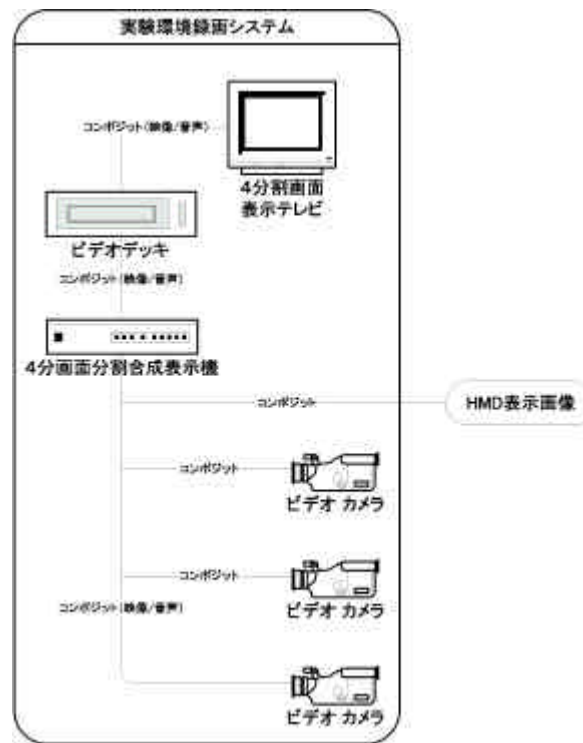 実験環境録画システム
コンポジット(映像/音声)
4分割画面
表示テレビ
ビデオデッキ
コンポジット(映像/音声)
4分画面分割合成表示機
コンポジット
HMD表示画像
コンポジット
ビデオ カメラ
コンポジット
ビデオ カメラ
コンポジット(映像/音声)
ビデオ カメラ